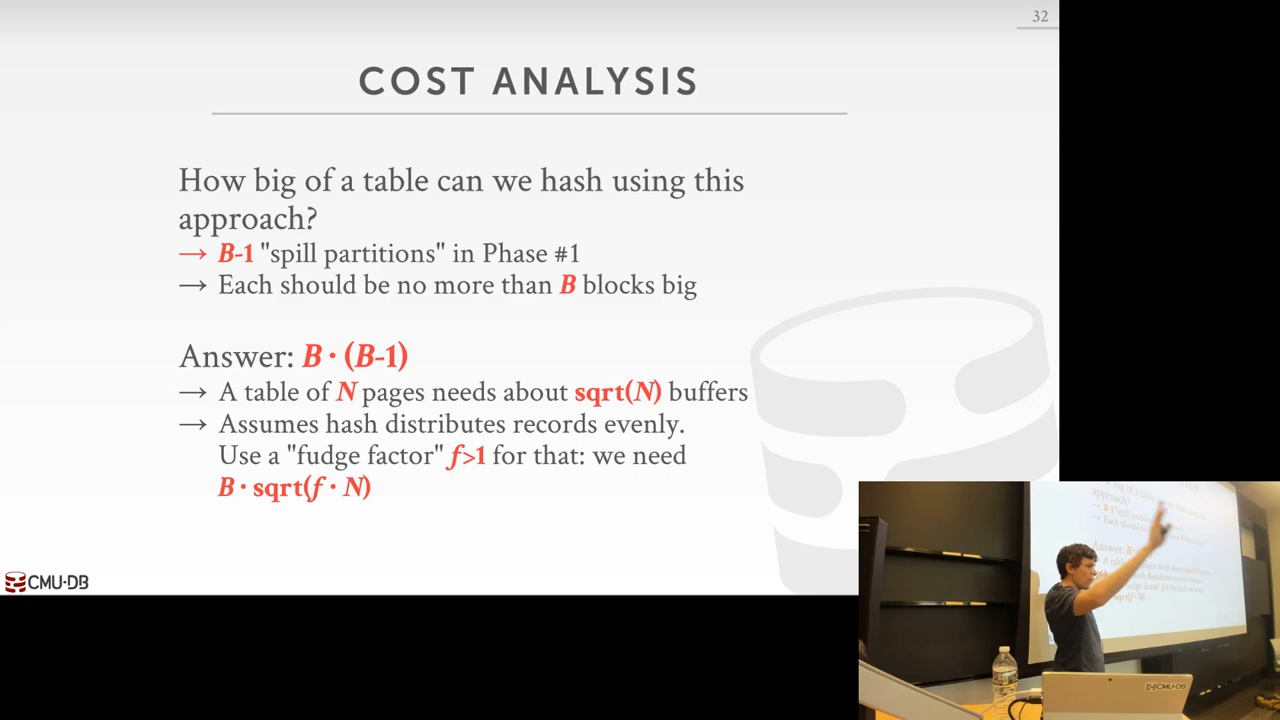 32
COST ANALYSIS
How big of a table can we hash using this
approach?
→ B-1 "spill partitions" in Phase #1
→ Each should be no more than B blocks big
Answer: B · (B-1)
→ A table of N pages needs about sqrt(N) buffers
→ Assumes hash distributes records evenly.
Use a "fudge factor" f>1 for that: we need
B · sqrt(f · N)
CMU·DB
CMU·DB